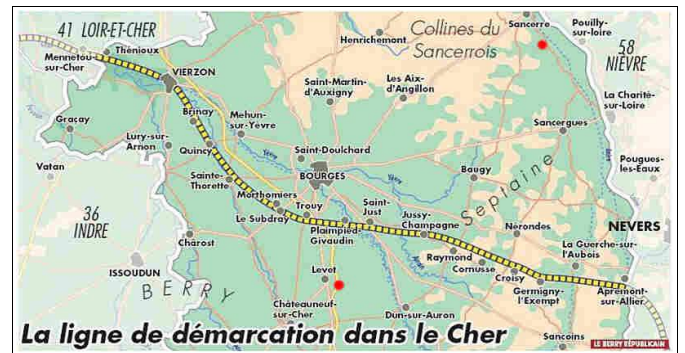 41 LOIR-ET-CHER
Thénioux
Mennetou-
sur-Cher
VIERZON
Henrichemont
Collines du
Sancerrois
Sancerre
Pouilly-
sur-loire
58
NIÈVRE
Saint-Martin-
d'Auxigny
Les Aix-
d'Angillon
La Charité-
sur-Loire
Graçay
Brinay
Mehun-
sur-Yèvre
Lury-sur-
Arnon
Quincy
Saint-Doulchard
Sancergues
Vatan
Sainte-
Thorette
BOURGES
Yèvre
Yèvre
Baugy
Septaine
Pougues-
les-Eaux
36
INDRE
Morthomiers
Le Subdray
Trouy
Saint-
Just
Jussy-
Champagne
Plaimpied-
Givaudin
Nérondes
NEVERS
Chârost
Raymond
Cornusse
La Guerche-sur-
l'Aubois
ISSOUDUN
Levet
Croisy
Germigny-
l'Exempt
Apremont-
sur-Allier
BERRY
Châteauneuf-
sur-Cher
Dun-sur-Auron
Sancoins
La ligne de démarcation dans le Cher
LE BERRY RÉPUBLICAIN